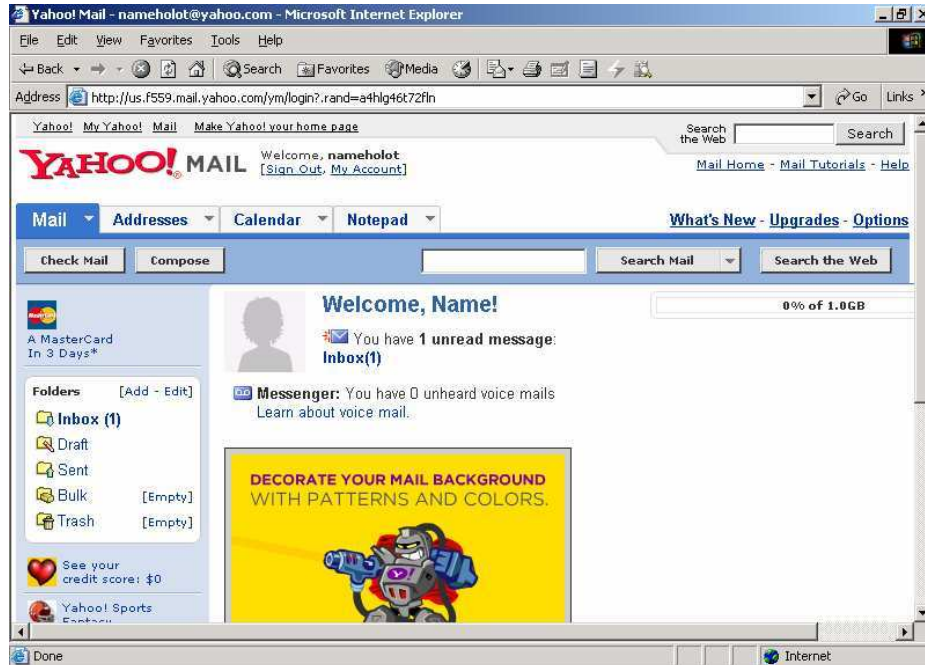 Yahoo! Mail - nameholot@yahoo.com - Microsoft Internet Explorer
File Edit View Favorites Tools Help
Back Search Favorites Media
Address http://us.f559.mail.yahoo.com/ym/login?.rand=a4hlg46t72fln Go Links
Yahoo! My Yahoo! Mail Make Yahoo! your home page
Search the Web Search
YAHOO! MAIL Welcome, nameholot
[Sign Out, My Account]
Mail Home - Mail Tutorials - Help
Mail Addresses Calendar Notepad What's New - Upgrades - Options
Check Mail Compose Search Mail Search the Web
A MasterCard
In 3 Days*
Folders [Add - Edit]
Inbox (1)
Draft
Sent
Bulk [Empty]
Trash [Empty]
See your
credit score: $0
Yahoo! Sports
Fantasy
Welcome, Name!
You have 1 unread message:
Inbox(1)
Messenger: You have 0 unheard voice mails
Learn about voice mail.
DECORATE YOUR MAIL BACKGROUND
WITH PATTERNS AND COLORS.
Y!
0% of 1.0GB
Done Internet